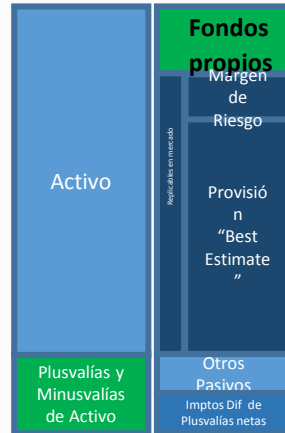 Activo
Plusvalías y
Minusvalías
de Activo
Fondos
propios
Replicables en mercado
Margen
de
Riesgo
Provisió
n
“Best
Estimate
”
Otros
Pasivos
Imptos Dif de
Plusvalías netas